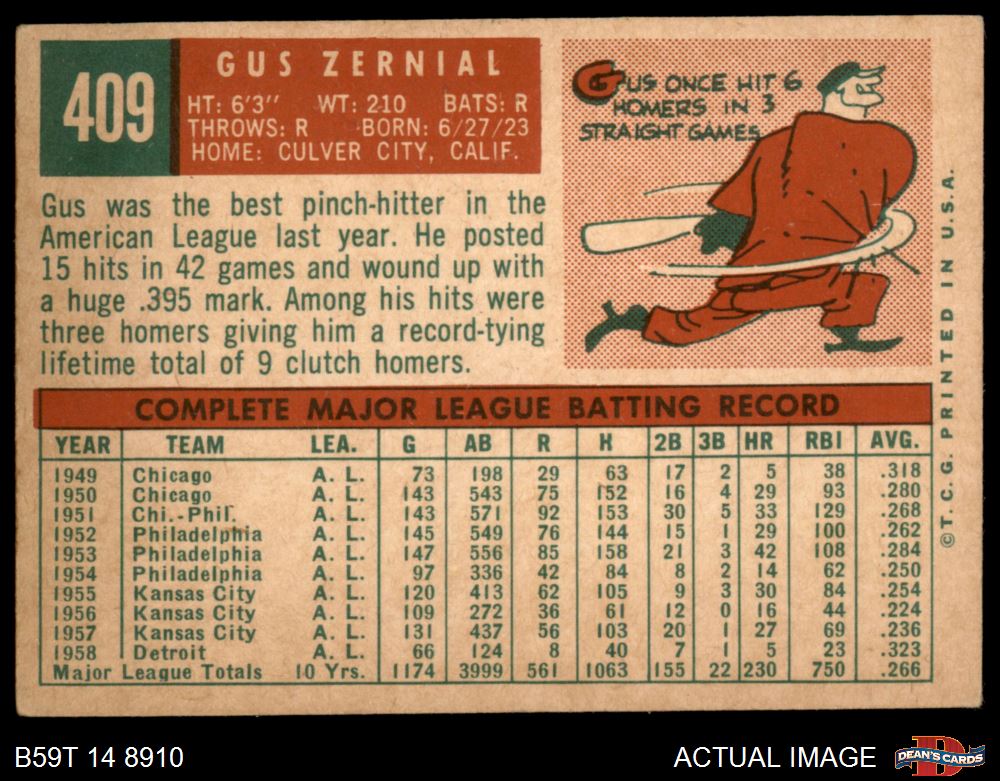 409
GUS ZERNIAL
HT: 6'3" WT: 210 BATS: R
THROWS: R BORN: 6/27/23
HOME: CULVER CITY, CALIF.
GUS ONCE HIT 6
HOMERS IN 3
STRAIGHT GAMES
Gus was the best pinch-hitter in the
American League last year. He posted
15 hits in 42 games and wound up with
a huge .395 mark. Among his hits were
three homers giving him a record-tying
lifetime total of 9 clutch homers.
COMPLETE MAJOR LEAGUE BATTING RECORD
YEAR TEAM LEA. G AB R H 2B 3B HR RBI AVG.
1949 Chicago A. L. 73 198 29 63 17 2 5 38 .318
1950 Chicago A. L. 143 543 75 152 16 4 29 93 .280
1951 Chi.-Phil. A. L. 143 571 92 153 30 5 33 129 .268
1952 Philadelphia A. L. 145 549 76 144 15 1 29 100 .262
1953 Philadelphia A. L. 147 556 85 158 21 3 42 108 .284
1954 Philadelphia A. L. 97 336 42 84 8 2 14 62 .250
1955 Kansas City A. L. 120 413 62 105 9 3 30 84 .254
1956 Kansas City A. L. 109 272 36 61 12 0 16 44 .224
1957 Kansas City A. L. 131 437 56 103 20 1 27 69 .236
1958 Detroit A. L. 66 124 8 40 7 1 5 23 .323
Major League Totals 10 Yrs. 1174 3999 561 1063 155 22 230 750 .266
©T. C. G. PRINTED IN U.S.A.
B59T 14 8910
ACTUAL IMAGE
D
DEAN'S CARDS